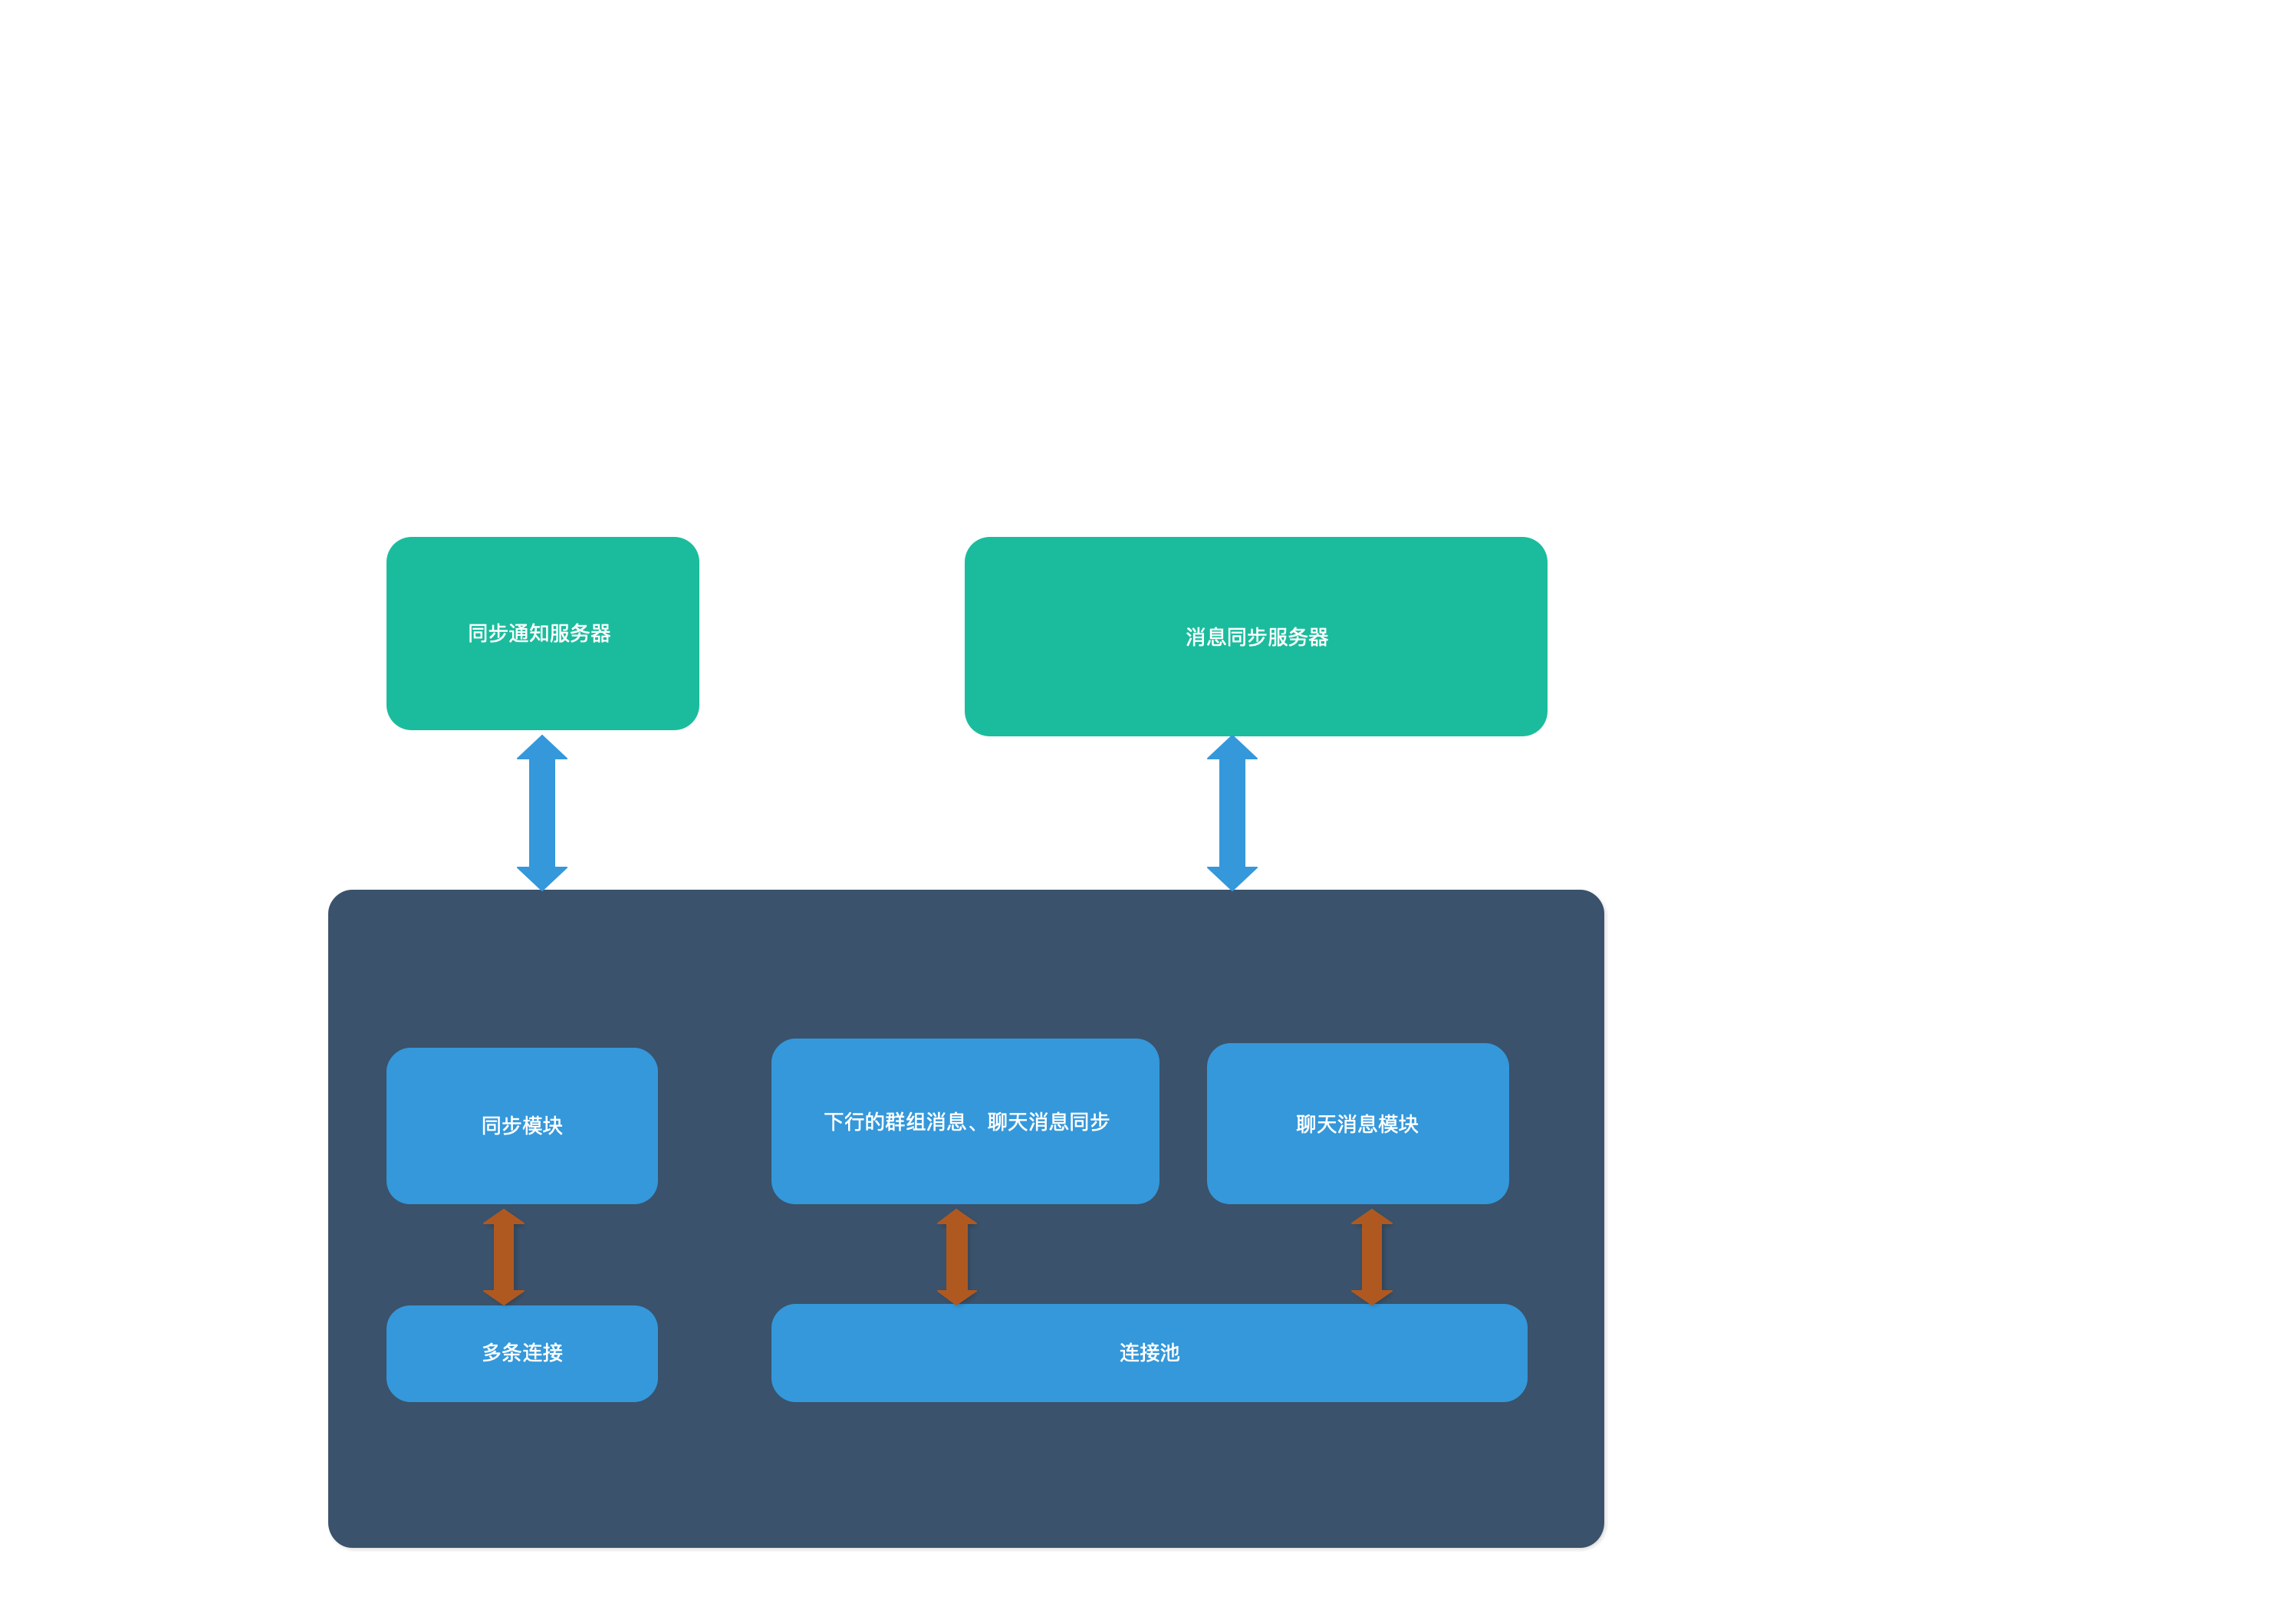 同步通知服务器
消息同步服务器
同步模块
下行的群组消息、聊天消息同步
聊天消息模块
多条连接
连接池